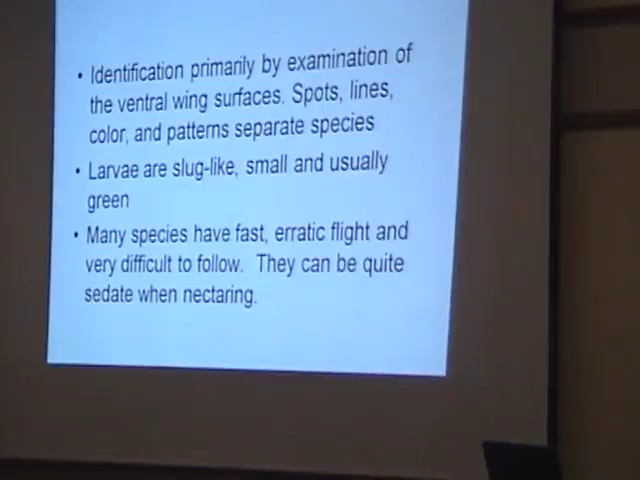 • Identification primarily by examination of
the ventral wing surfaces. Spots, lines,
color, and patterns separate species
• Larvae are slug-like, small and usually
green
• Many species have fast, erratic flight and
very difficult to follow. They can be quite
sedate when nectaring.